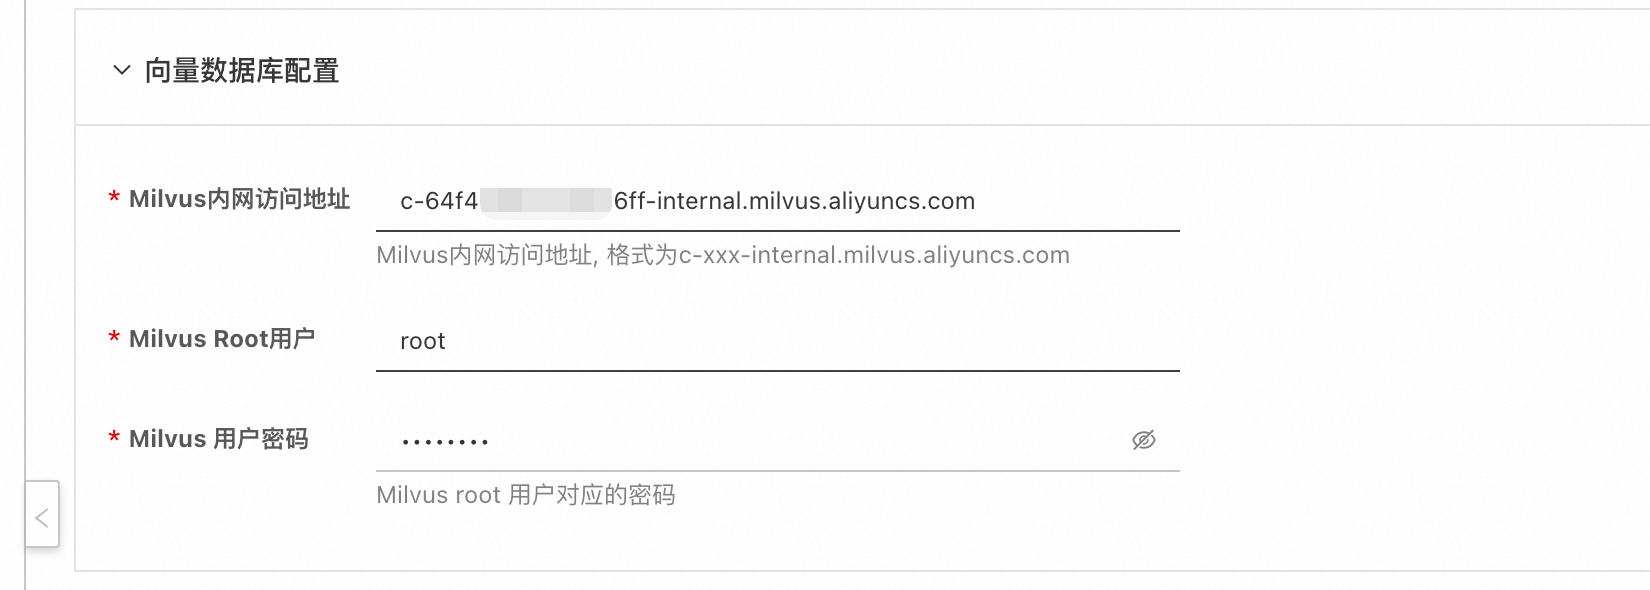 向量数据库配置
* Milvus内网访问地址
c-64f4 6ff-internal.milvus.aliyuncs.com
Milvus内网访问地址, 格式为c-xxx-internal.milvus.aliyuncs.com
* Milvus Root用户
root
* Milvus 用户密码
••••••••
Milvus root 用户对应的密码